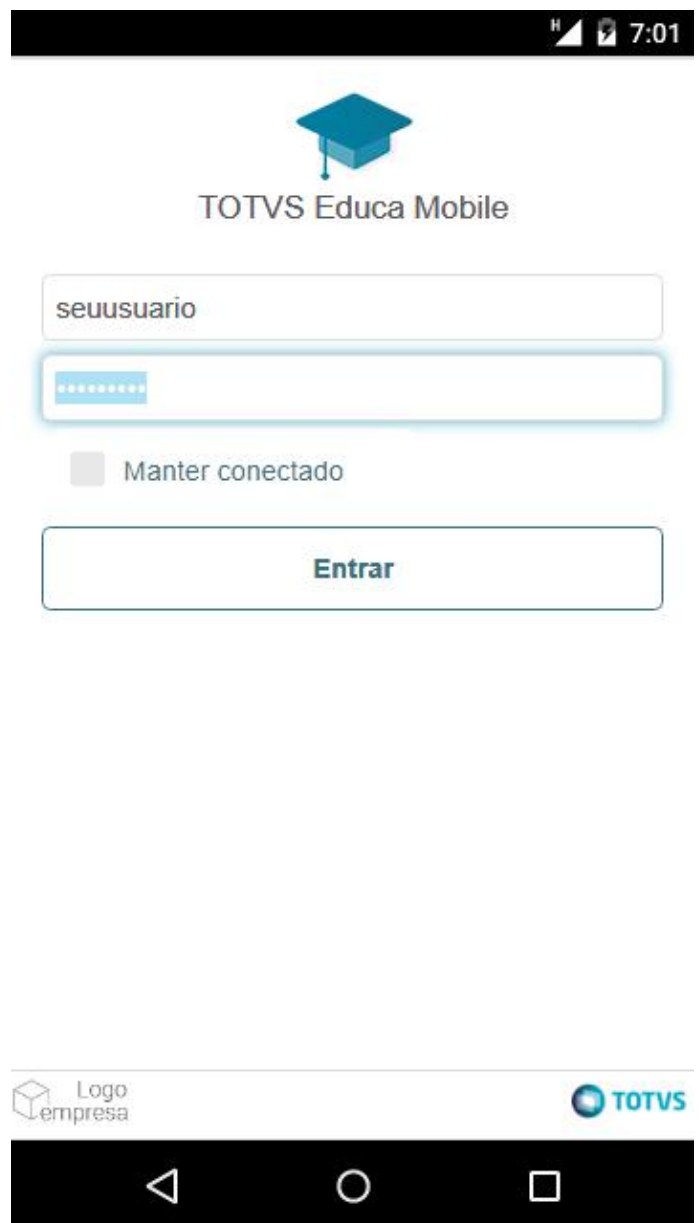 H 7:01
TOTVS Educa Mobile
seuusuario
•••••••••
Manter conectado
Entrar
Logo
empresa
TOTVS